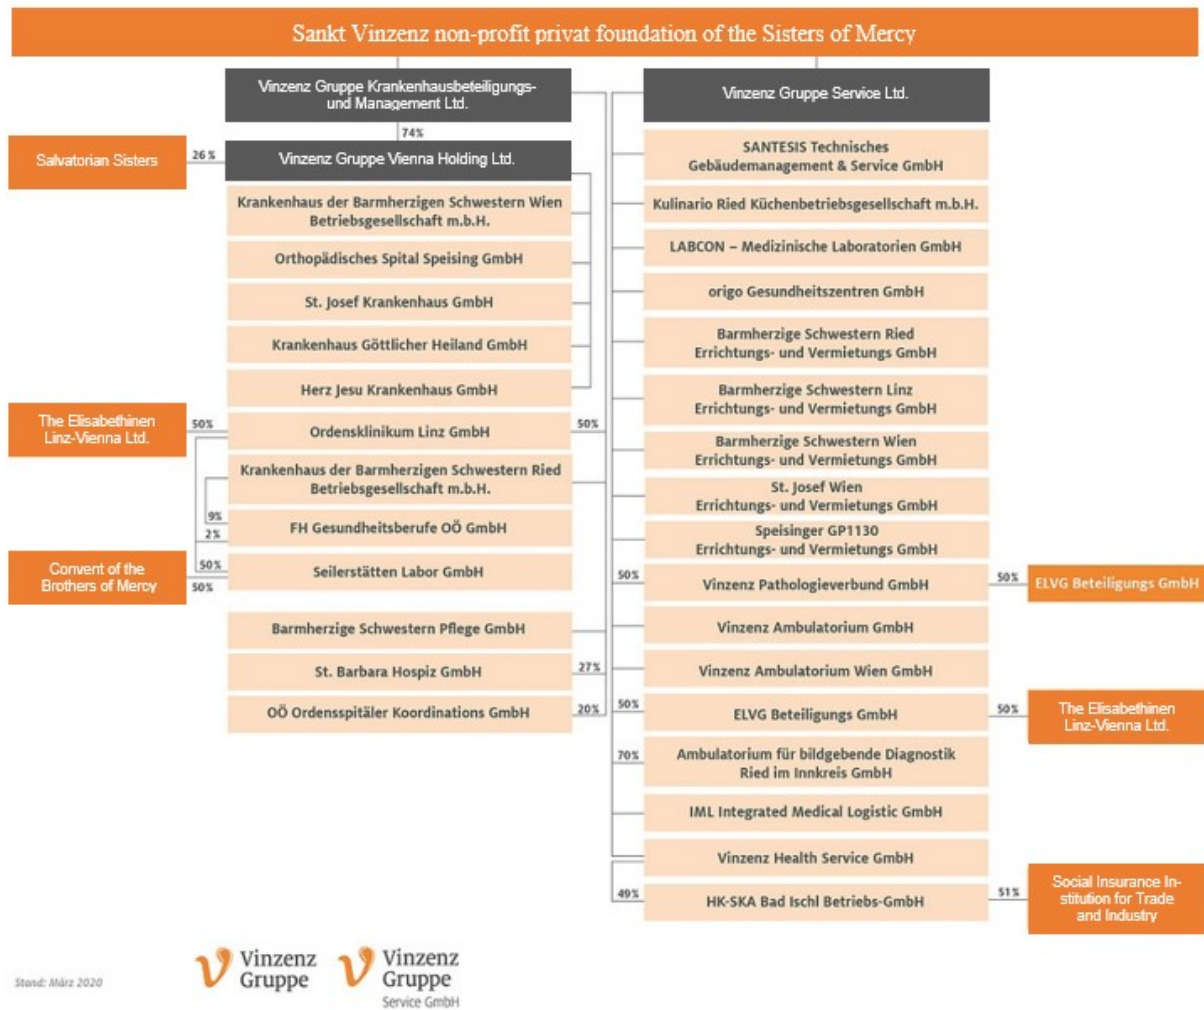 Sankt Vinzenz non-profit privat foundation of the Sisters of Mercy
Vinzenz Gruppe Krankenhausbeteiligungs-
und Management Ltd.
74%
Salvatorian Sisters
26%
Vinzenz Gruppe Vienna Holding Ltd.
Krankenhaus der Barmherzigen Schwestern Wien
Betriebsgesellschaft m.b.H.
Orthopädisches Spital Speising GmbH
St. Josef Krankenhaus GmbH
Krankenhaus Göttlicher Heiland GmbH
Herz Jesu Krankenhaus GmbH
The Elisabethinen
Linz-Vienna Ltd.
50%
Ordensklinikum Linz GmbH
50%
Krankenhaus der Barmherzigen Schwestern Ried
Betriebsgesellschaft m.b.H.
9%
2%
FH Gesundheitsberufe OÖ GmbH
Convent of the
Brothers of Mercy
50%
50%
Seilerstätten Labor GmbH
Barmherzige Schwestern Pflege GmbH
St. Barbara Hospiz GmbH
27%
OÖ Ordensspitäler Koordinations GmbH
20%
Vinzenz Gruppe Service Ltd.
SANTESIS Technisches
Gebäudemanagement & Service GmbH
Kulinario Ried Küchenbetriebsgesellschaft m.b.H.
LABCON – Medizinische Laboratorien GmbH
origo Gesundheitszentren GmbH
Barmherzige Schwestern Ried
Errichtungs- und Vermietungs GmbH
Barmherzige Schwestern Linz
Errichtungs- und Vermietungs GmbH
Barmherzige Schwestern Wien
Errichtungs- und Vermietungs GmbH
St. Josef Wien
Errichtungs- und Vermietungs GmbH
Speisinger GP1130
Errichtungs- und Vermietungs GmbH
50%
Vinzenz Pathologieverbund GmbH
50%
ELVG Beteiligungs GmbH
Vinzenz Ambulatorium GmbH
Vinzenz Ambulatorium Wien GmbH
50%
ELVG Beteiligungs GmbH
50%
The Elisabethinen
Linz-Vienna Ltd.
70%
Ambulatorium für bildgebende Diagnostik
Ried im Innkreis GmbH
IML Integrated Medical Logistic GmbH
Vinzenz Health Service GmbH
49%
HK-SKA Bad Ischl Betriebs-GmbH
51%
Social Insurance In-
stitution for Trade
and Industry
Stand: März 2020
Vinzenz
Gruppe
Vinzenz
Gruppe
Service GmbH